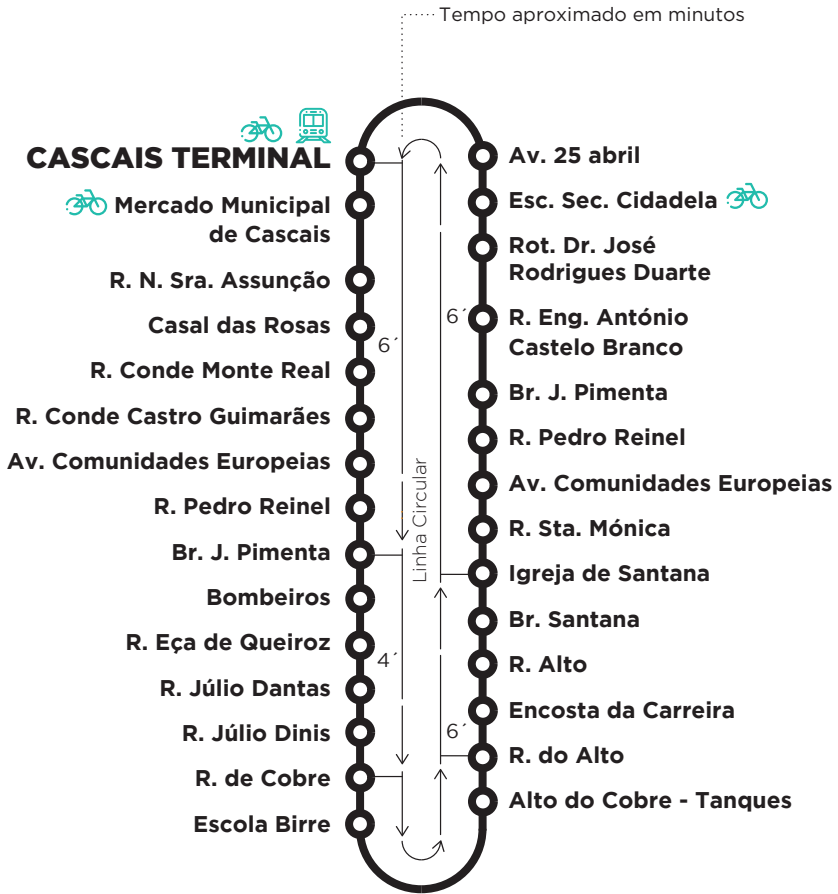 Tempo aproximado em minutos
CASCAIS TERMINAL
Mercado Municipal
de Cascais
R. N. Sra. Assunção
Casal das Rosas
R. Conde Monte Real
R. Conde Castro Guimarães
Av. Comunidades Europeias
R. Pedro Reinel
Br. J. Pimenta
Bombeiros
R. Eça de Queiroz
R. Júlio Dantas
R. Júlio Dinis
R. de Cobre
Escola Birre
6´
4´
Linha Circular
6´
6´
Av. 25 abril
Esc. Sec. Cidadela
Rot. Dr. José
Rodrigues Duarte
R. Eng. António
Castelo Branco
Br. J. Pimenta
R. Pedro Reinel
Av. Comunidades Europeias
R. Sta. Mónica
Igreja de Santana
Br. Santana
R. Alto
Encosta da Carreira
R. do Alto
Alto do Cobre - Tanques